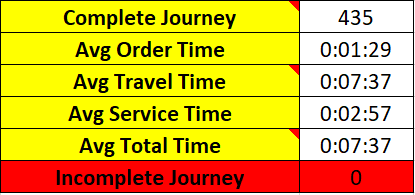 Complete Journey 435
Avg Order Time 0:01:29
Avg Travel Time 0:07:37
Avg Service Time 0:02:57
Avg Total Time 0:07:37
Incomplete Journey 0